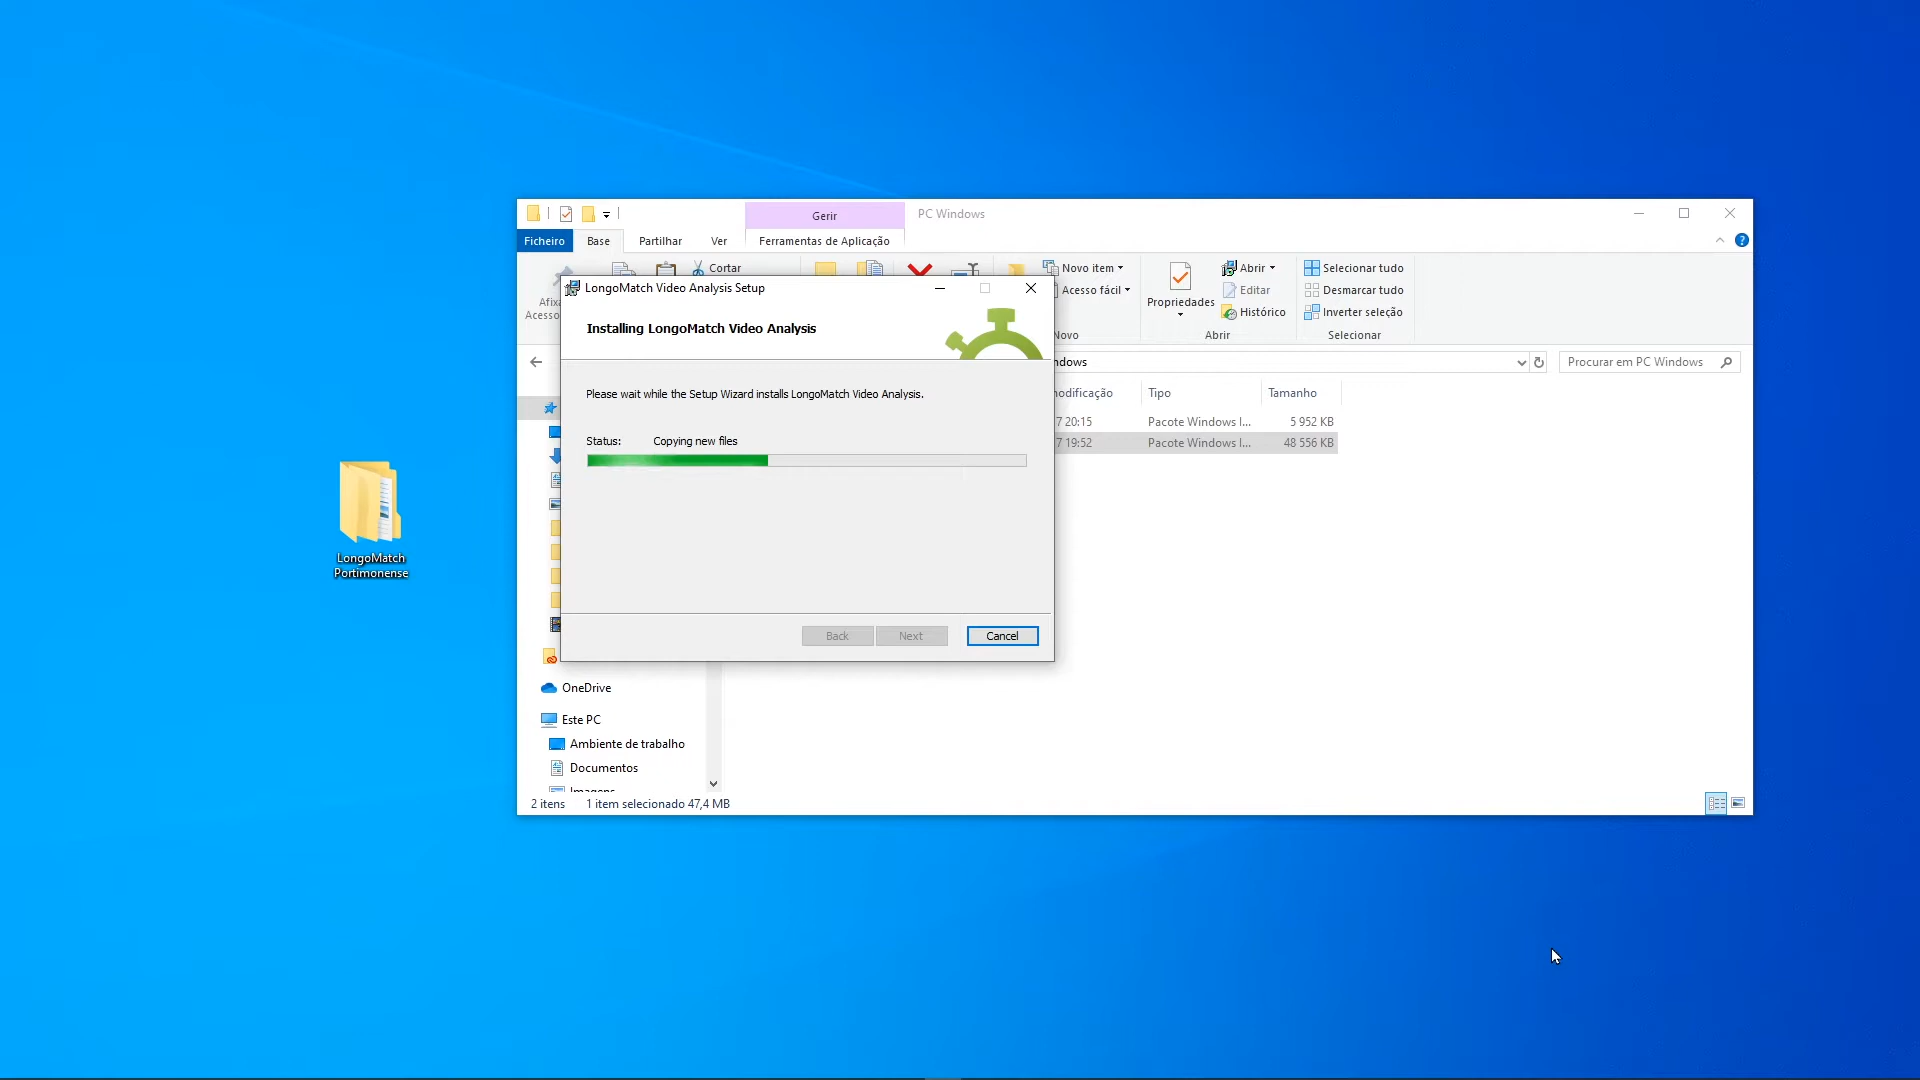 LongoMatch
Portimonense
Gerir
PC Windows
Ficheiro
Base
Partilhar
Ver
Ferramentas de Aplicação
Cortar
Novo item
Acesso fácil
Propriedades
Abrir
Editar
Histórico
Abrir
Selecionar tudo
Desmarcar tudo
Inverter seleção
Selecionar
Procurar em PC Windows
Tipo
Tamanho
20:15
Pacote Windows I...
5 952 KB
19:52
Pacote Windows I...
48 556 KB
LongoMatch Video Analysis Setup
Installing LongoMatch Video Analysis
Please wait while the Setup Wizard installs LongoMatch Video Analysis.
Status:
Copying new files
Back
Next
Cancel
OneDrive
Este PC
Ambiente de trabalho
Documentos
2 itens
1 item selecionado 47,4 MB